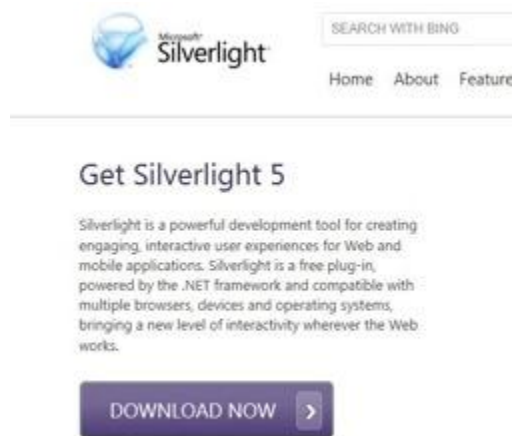 Microsoft®
Silverlight™
SEARCH WITH BING
Home About Feature
Get Silverlight 5
Silverlight is a powerful development tool for creating
engaging, interactive user experiences for Web and
mobile applications. Silverlight is a free plug-in,
powered by the .NET framework and compatible with
multiple browsers, devices and operating systems,
bringing a new level of interactivity wherever the Web
works.
DOWNLOAD NOW